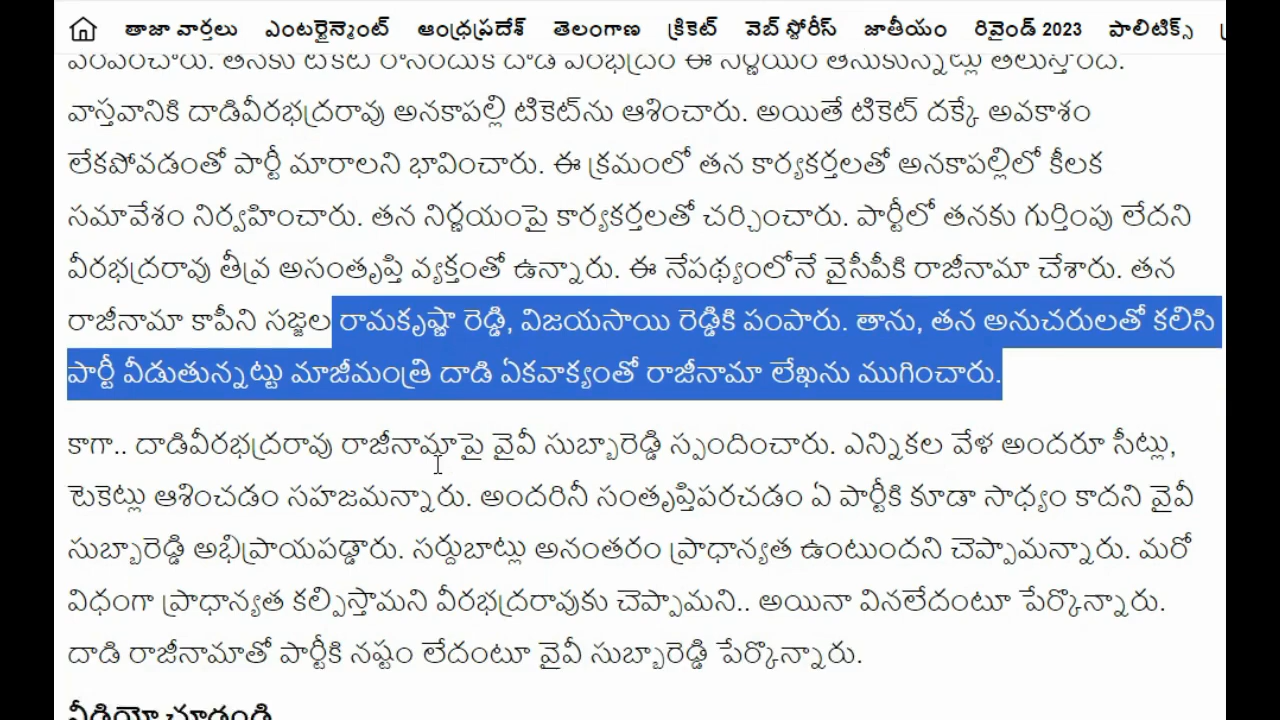 తాజా వార్తలు ఎంటర్టైన్మెంట్ ఆంధ్రప్రదేశ్ తెలంగాణ క్రికెట్ వెబ్ స్టోరీస్ జాతీయం రివైండ్ 2023 పాలిటిక్స్
పంపించారు. తనకు టికెట్ రానందుకే దాడి వీరభద్రం ఈ నిర్ణయం తీసుకున్నట్లు తెలుస్తోంది.
వాస్తవానికి దాడివీరభద్రరావు అనకాపల్లి టికెట్‌ను ఆశించారు. అయితే టికెట్ దక్కే అవకాశం
లేకపోవడంతో పార్టీ మారాలని భావించారు. ఈ క్రమంలో తన కార్యకర్తలతో అనకాపల్లిలో కీలక
సమావేశం నిర్వహించారు. తన నిర్ణయంపై కార్యకర్తలతో చర్చించారు. పార్టీలో తనకు గుర్తింపు లేదని
వీరభద్రరావు తీవ్ర అసంతృప్తి వ్యక్తంతో ఉన్నారు. ఈ నేపథ్యంలోనే వైసీపీకి రాజీనామా చేశారు. తన
రాజీనామా కాపీని సజ్జల రామకృష్ణా రెడ్డి, విజయసాయి రెడ్డికి పంపారు. తాను, తన అనుచరులతో కలిసి
పార్టీ వీడుతున్నట్టు మాజీమంత్రి దాడి ఏకవాక్యంతో రాజీనామా లేఖను ముగించారు.
కాగా.. దాడివీరభద్రరావు రాజీనామాపై వైవీ సుబ్బారెడ్డి స్పందించారు. ఎన్నికల వేళ అందరూ సీట్లు,
టెకెట్లు ఆశించడం సహజమన్నారు. అందరినీ సంతృప్తిపరచడం ఏ పార్టీకి కూడా సాధ్యం కాదని వైవీ
సుబ్బారెడ్డి అభిప్రాయపడ్డారు. సర్దుబాట్లు అనంతరం ప్రాధాన్యత ఉంటుందని చెప్పామన్నారు. మరో
విధంగా ప్రాధాన్యత కల్పిస్తామని వీరభద్రరావుకు చెప్పామని.. అయినా వినలేదంటూ పేర్కొన్నారు.
దాడి రాజీనామాతో పార్టీకి నష్టం లేదంటూ వైవీ సుబ్బారెడ్డి పేర్కొన్నారు.
వీడియో చూడండి